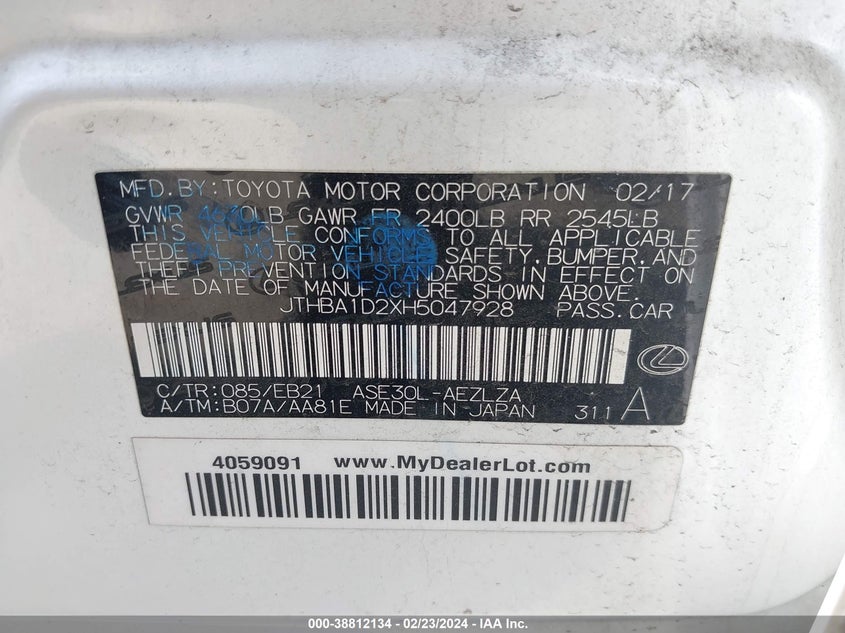 MFD.BY:TOYOTA MOTOR CORPORATION 02/17
GVWR 4630LB GAWR FR 2400LB RR 2545LB
THIS VEHICLE CONFORMS TO ALL APPLICABLE
FEDERAL MOTOR VEHICLE SAFETY,BUMPER,AND
THEFT PREVENTION STANDARDS IN EFFECT ON
THE DATE OF MANUFACTURE SHOWN ABOVE.
JTHBA1D2XH5047928 PASS.CAR
C/TR:085/EB21 ASE30L-AEZLZA
A/TM:B07A/AA81E MADE IN JAPAN 311 A
4059091 www.MyDealerLot.com
000-38812134 - 02/23/2024 - IAA Inc.